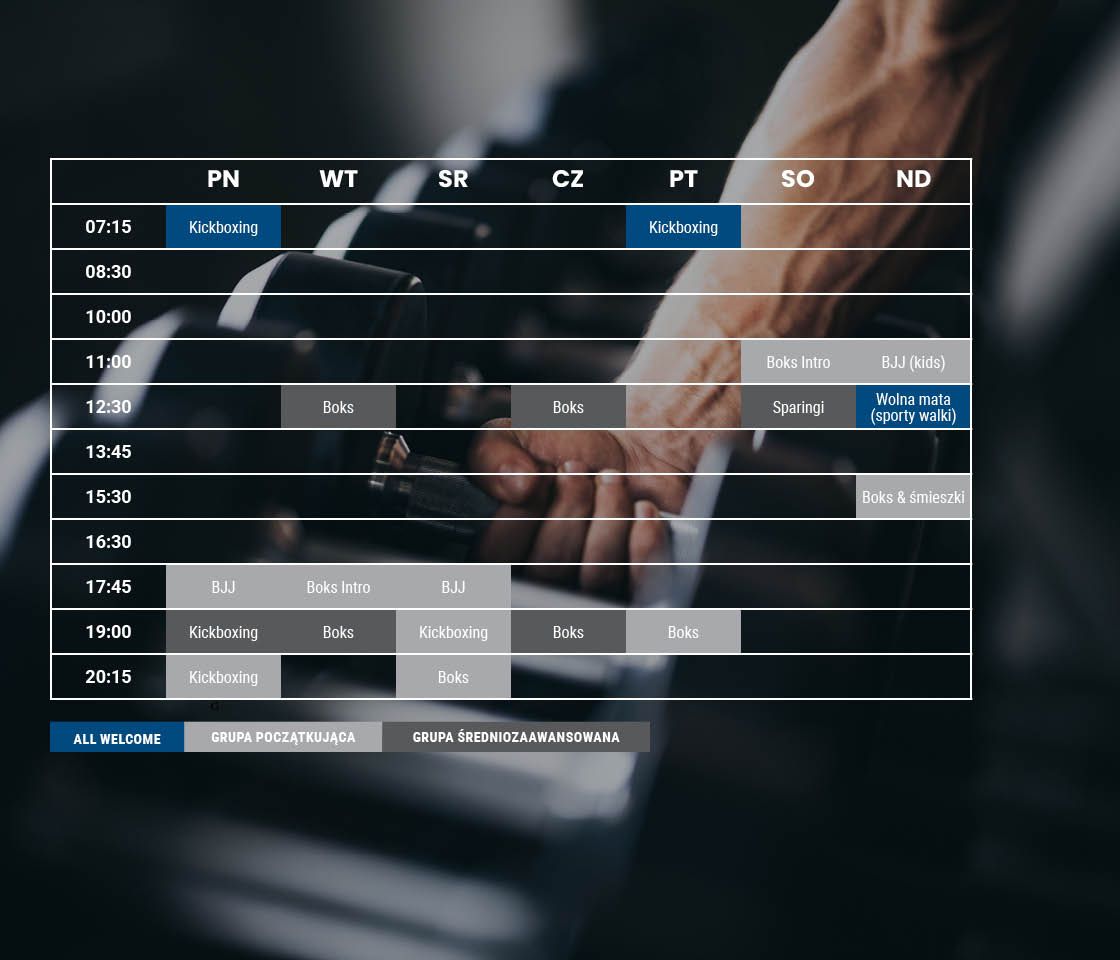 PN WT SR CZ PT SO ND
07:15 Kickboxing Kickboxing
08:30
10:00
11:00 Boks Intro BJJ (kids)
12:30 Boks Boks Sparingi Wolna mata
(sporty walki)
13:45
15:30 Boks & śmieszki
16:30
17:45 BJJ Boks Intro BJJ
19:00 Kickboxing Boks Kickboxing Boks Boks
20:15 Kickboxing Boks
G
ALL WELCOME GRUPA POCZĄTKUJĄCA GRUPA ŚREDNIOZAAWANSOWANA